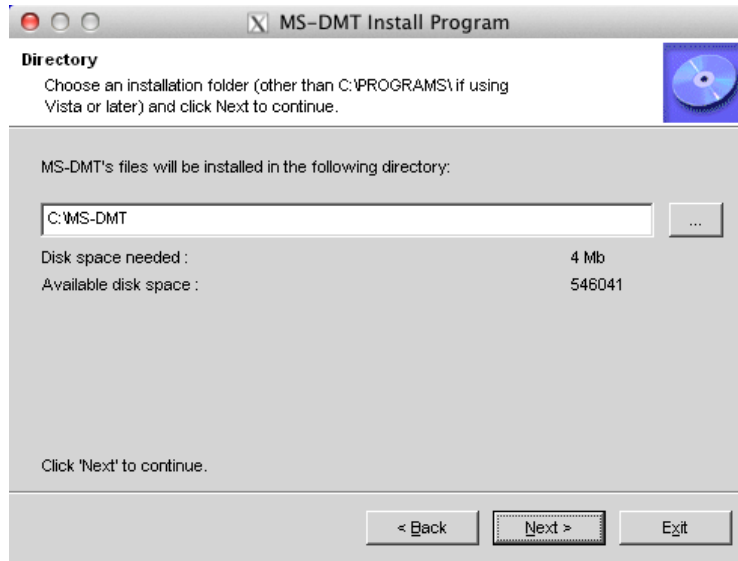 MS-DMT Install Program
Directory
Choose an installation folder (other than C:\PROGRAMS\ if using
Vista or later) and click Next to continue.
MS-DMT's files will be installed in the following directory:
C:\MS-DMT
...
Disk space needed : 4 Mb
Available disk space : 546041
Click 'Next' to continue.
< Back Next > Exit